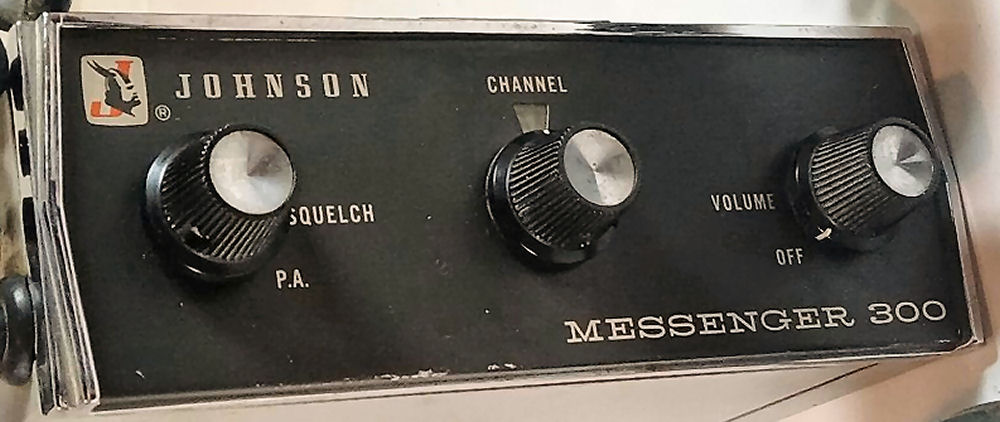 J
JOHNSON
®
CHANNEL
SQUELCH
P.A.
VOLUME
OFF
MESSENGER 300